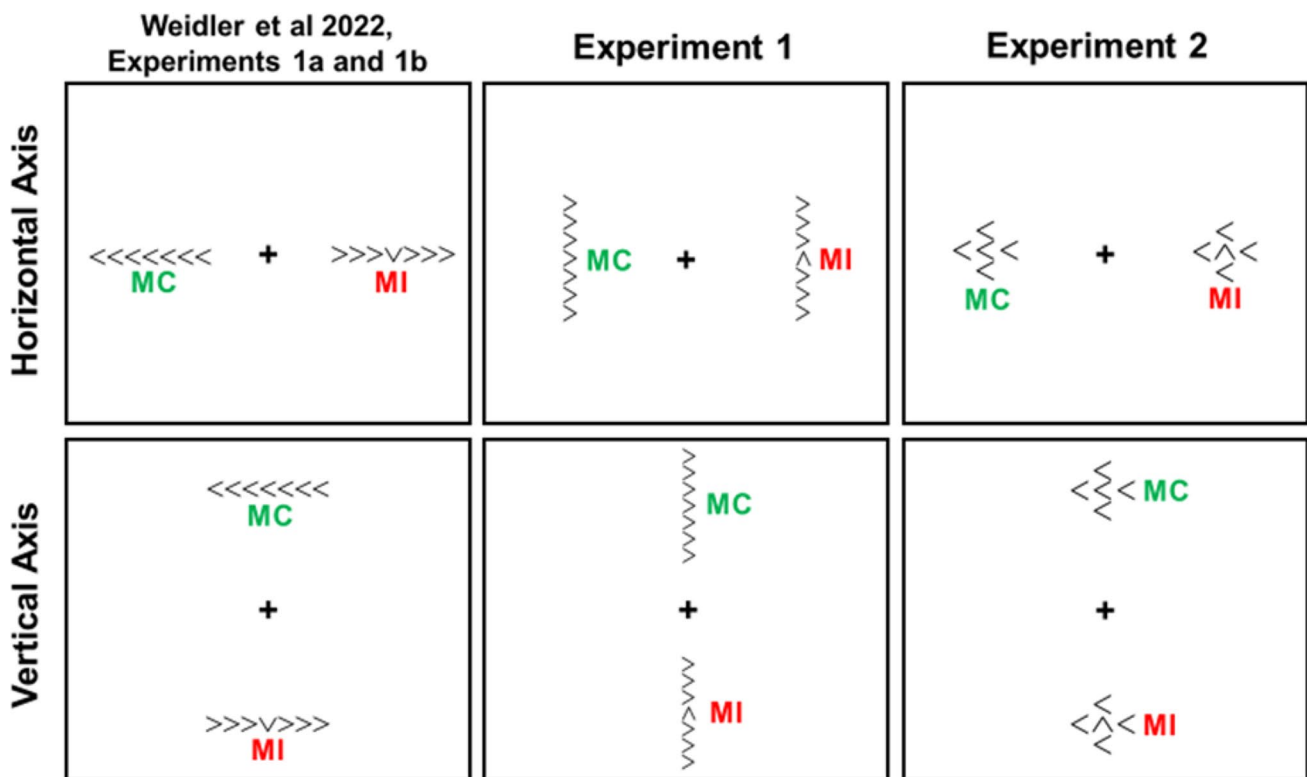 Weidler et al 2022,
Experiments 1a and 1b
Experiment 1
Experiment 2
Horizontal Axis
<<<<<<< + >>>˅>>>
MC MI
MC + MI
+
MC MI
Vertical Axis
<<<<<<<
MC
+
>>>˅>>>
MI
MC
+
MI
MC
+
MI